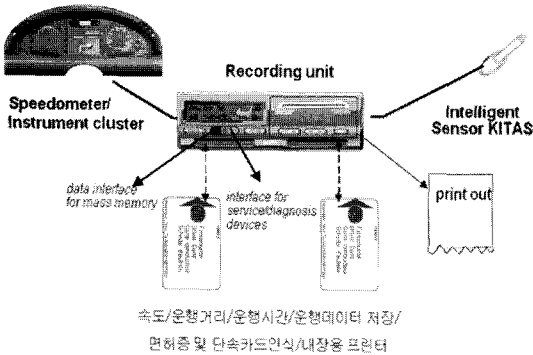 Recording unit
Speedometer/
Instrument cluster
Intelligent
Sensor KITAS
data interface
for mass memory
interface for
service/diagnosis
devices
print out
속도/운행거리/운행시간/운행데이터 저장/
면허증 및 단속카드인식/내장용 프린터